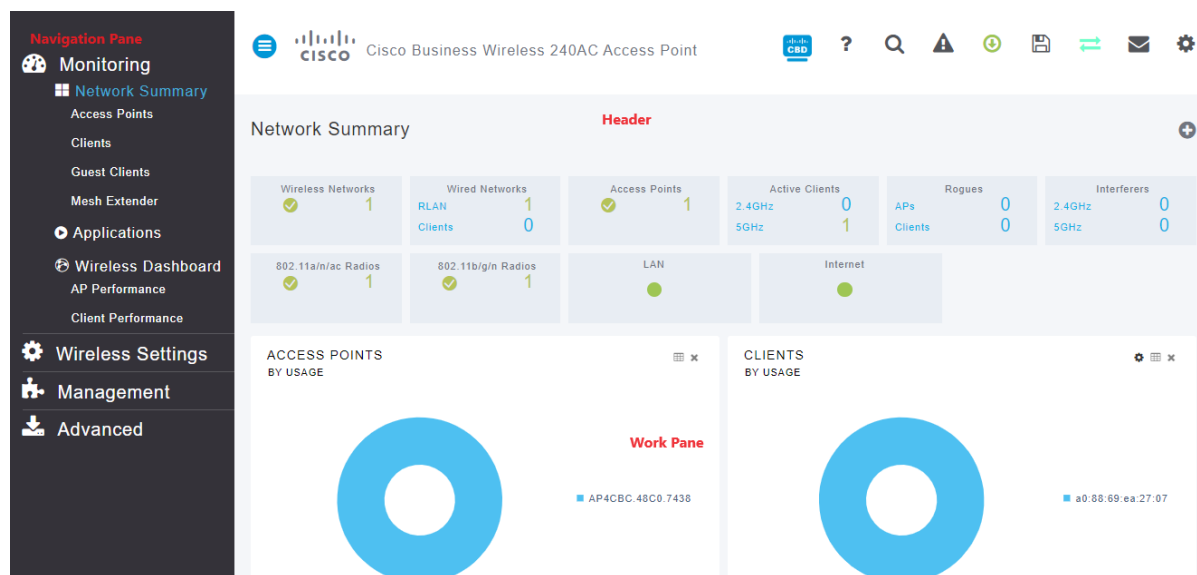 Navigation Pane
Monitoring
Network Summary
Access Points
Clients
Guest Clients
Mesh Extender
Applications
Wireless Dashboard
AP Performance
Client Performance
Wireless Settings
Management
Advanced
CISCO
Cisco Business Wireless 240AC Access Point
CBD
?
Network Summary
Header
Wireless Networks
1
Wired Networks
RLAN 1
Clients 0
Access Points
1
Active Clients
2.4GHz 0
5GHz 1
Rogues
APs 0
Clients 0
Interferers
2.4GHz 0
5GHz 0
802.11a/n/ac Radios
1
802.11b/g/n Radios
1
LAN
Internet
ACCESS POINTS
BY USAGE
Work Pane
AP4CBC.48C0.7438
CLIENTS
BY USAGE
a0:88:69:ea:27:07